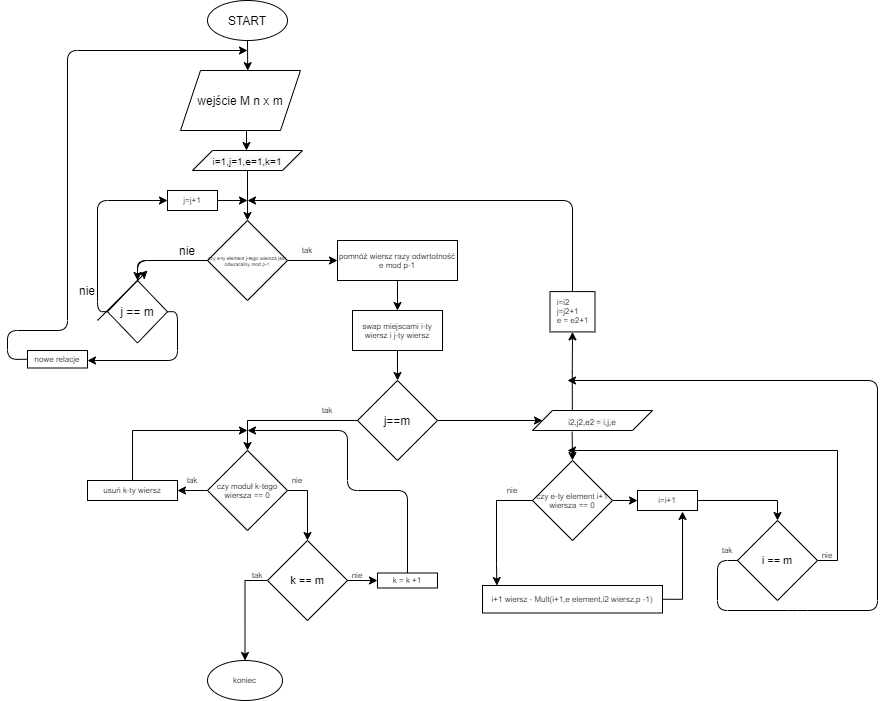 START
wejście M n x m
i=1,j=1,e=1,k=1
j=j+1
nie
tak
e-ty element j-tego wiersza jest
odwracalny mod p-1
pomnóż wiersz razy odwrtotność
e mod p-1
nie
j == m
i=i2
j=j2+1
e = e2+1
swap miejscami i-ty
wiersz i j-ty wiersz
nowe relacje
tak
j==m
i2,j2,e2 = i,j,e
usuń k-ty wiersz
tak
czy moduł k-tego
wiersza == 0
nie
nie
czy e-ty element i+1
wiersza == 0
i=i+1
tak
i == m
nie
tak
k == m
nie
k = k +1
i+1 wiersz - Mult(i+1,e element,i2 wiersz,p -1)
koniec